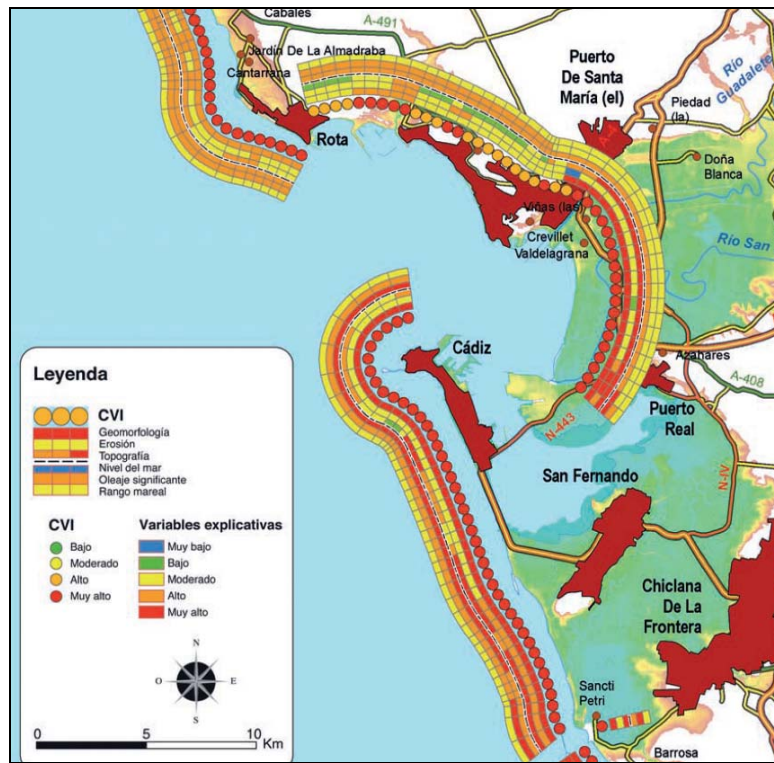 Cabales
A-491
Jardín De La Almadraba
Cantarrana
Rota
Puerto
De Santa
María (el)
Río
Guadalete
Piedad
(la)
A-4
Doña
Blanca
Viñas (las)
Crevillet
Valdelagrana
Río San
Cádiz
Azahares
A-408
Puerto
Real
N-443
San Fernando
N-IV
Chiclana
De La
Frontera
Sancti
Petri
Barrosa
Leyenda
CVI
Geomorfología
Erosión
Topografía
Nivel del mar
Oleaje significante
Rango mareal
CVI
Bajo
Moderado
Alto
Muy alto
Variables explicativas
Muy bajo
Bajo
Moderado
Alto
Muy alto
N
O
E
S
0 5 10
Km